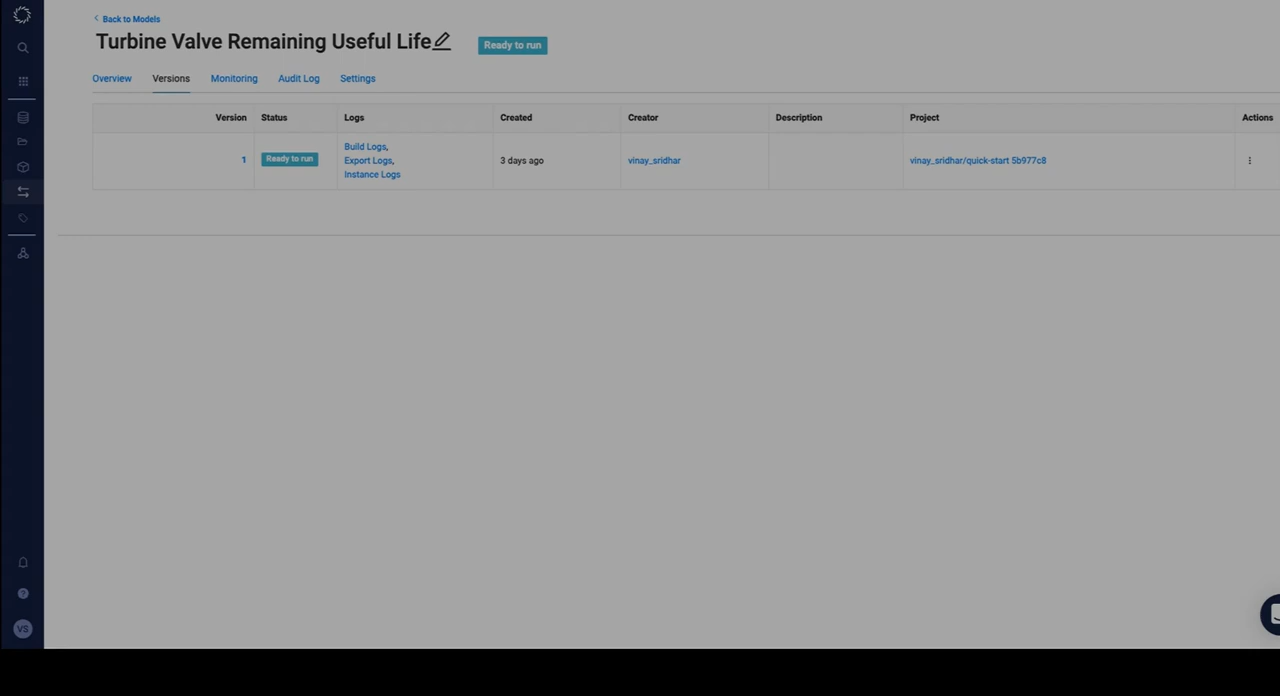 Back to Models
Turbine Valve Remaining Useful Life
Ready to run
Overview Versions Monitoring Audit Log Settings
Version Status Logs Created Creator Description Project Actions
1 Ready to run Build Logs, 3 days ago vinay_sridhar vinay_sridhar/quick-start 5b977c8
Export Logs,
Instance Logs
VS